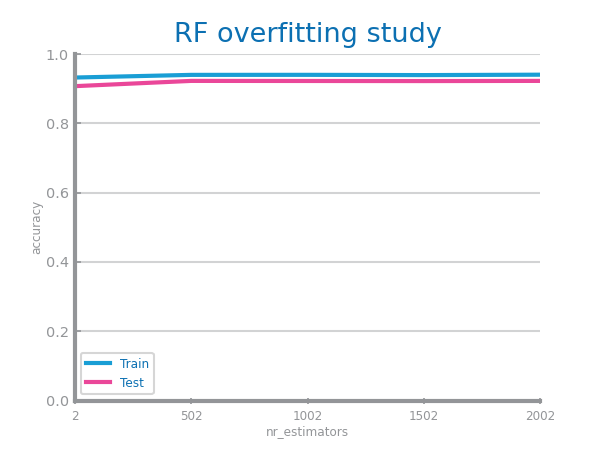 RF overfitting study
1.0
0.8
0.6
0.4
0.2
0.0
accuracy
Train
Test
2 502 1002 1502 2002
nr_estimators